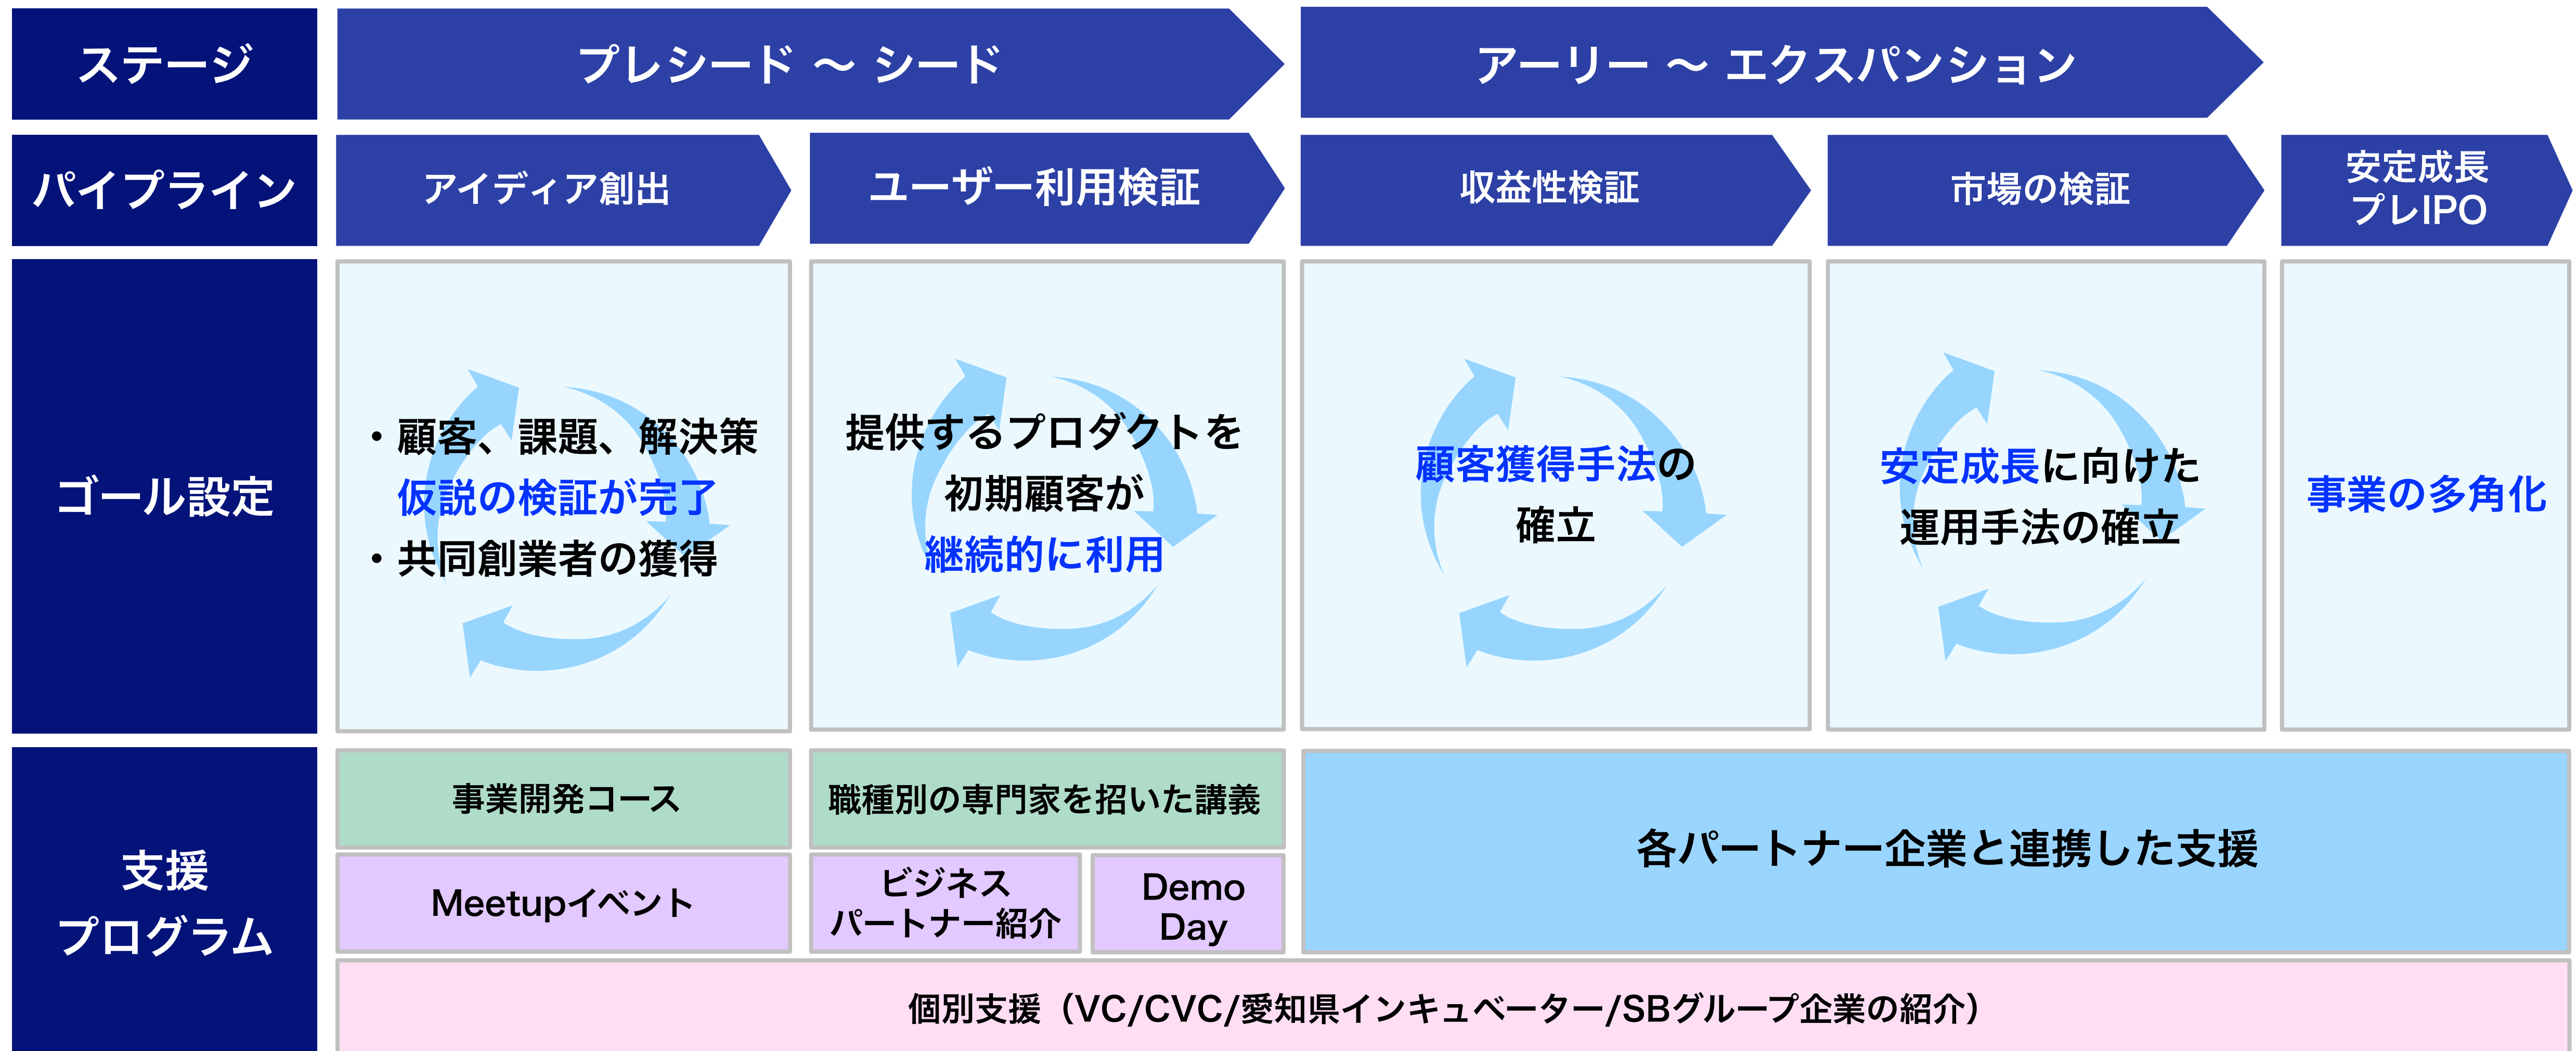 ステージ
プレシード ～ シード
アーリー ～ エクスパンション
パイプライン
アイディア創出
ユーザー利用検証
収益性検証
市場の検証
安定成長
プレIPO
ゴール設定
・顧客、課題、解決策
仮説の検証が完了
・共同創業者の獲得
提供するプロダクトを
初期顧客が
継続的に利用
顧客獲得手法の
確立
安定成長に向けた
運用手法の確立
事業の多角化
支援
プログラム
事業開発コース
職種別の専門家を招いた講義
各パートナー企業と連携した支援
Meetupイベント
ビジネス
パートナー紹介
Demo
Day
個別支援（VC/CVC/愛知県インキュベーター/SBグループ企業の紹介）